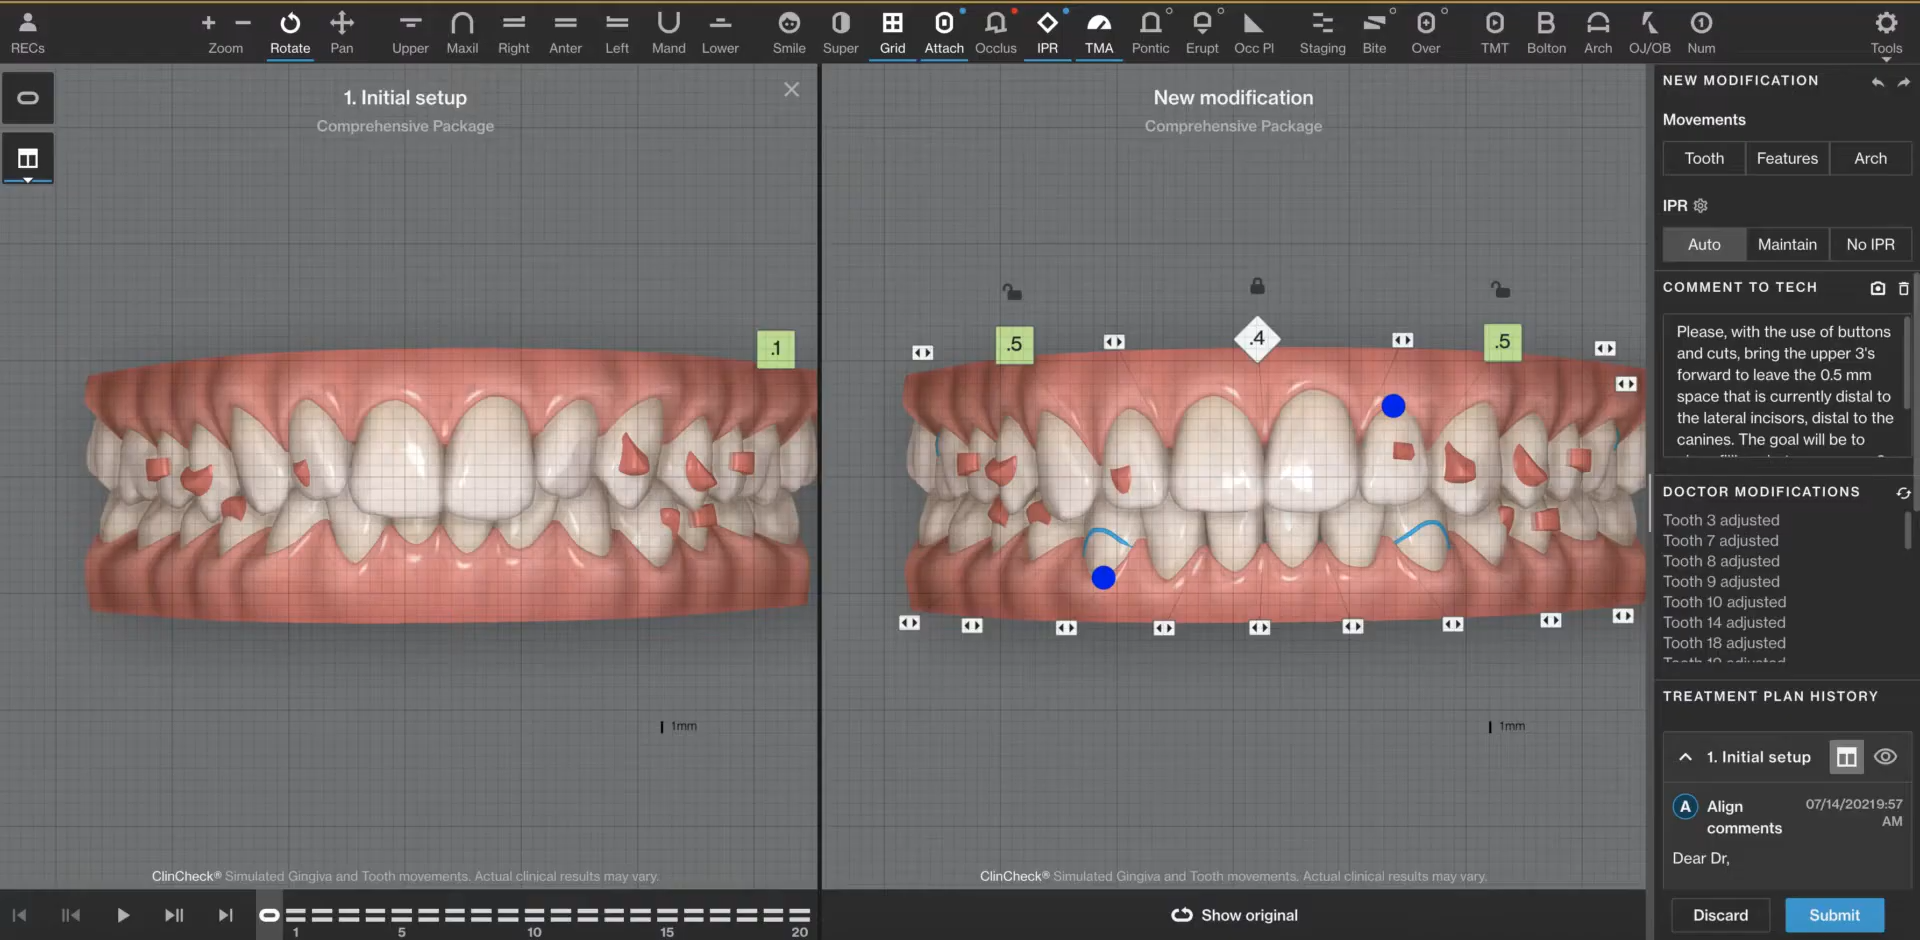 RECs
Zoom
Rotate
Pan
Upper
Maxil
Right
Anter
Left
Mand
Lower
Smile
Super
Grid
Attach
Occlus
IPR
TMA
Pontic
Erupt
Occ Pl
Staging
Bite
Over
TMT
B
Bolton
Arch
OJ/OB
1
Num
Tools
1. Initial setup
Comprehensive Package
.1
1mm
ClinCheck® Simulated Gingiva and Tooth movements. Actual clinical results may vary.
1
5
10
15
20
New modification
Comprehensive Package
.5
.4
.5
1mm
ClinCheck® Simulated Gingiva and Tooth movements. Actual clinical results may vary.
Show original
NEW MODIFICATION
Movements
Tooth
Features
Arch
IPR
Auto
Maintain
No IPR
COMMENT TO TECH
Please, with the use of buttons
and cuts, bring the upper 3's
forward to leave the 0.5 mm
space that is currently distal to
the lateral incisors, distal to the
canines. The goal will be to
DOCTOR MODIFICATIONS
Tooth 3 adjusted
Tooth 7 adjusted
Tooth 8 adjusted
Tooth 9 adjusted
Tooth 10 adjusted
Tooth 14 adjusted
Tooth 18 adjusted
Tooth 19 adjusted
TREATMENT PLAN HISTORY
1. Initial setup
A
Align
comments
07/14/20219:57
AM
Dear Dr,
Discard
Submit